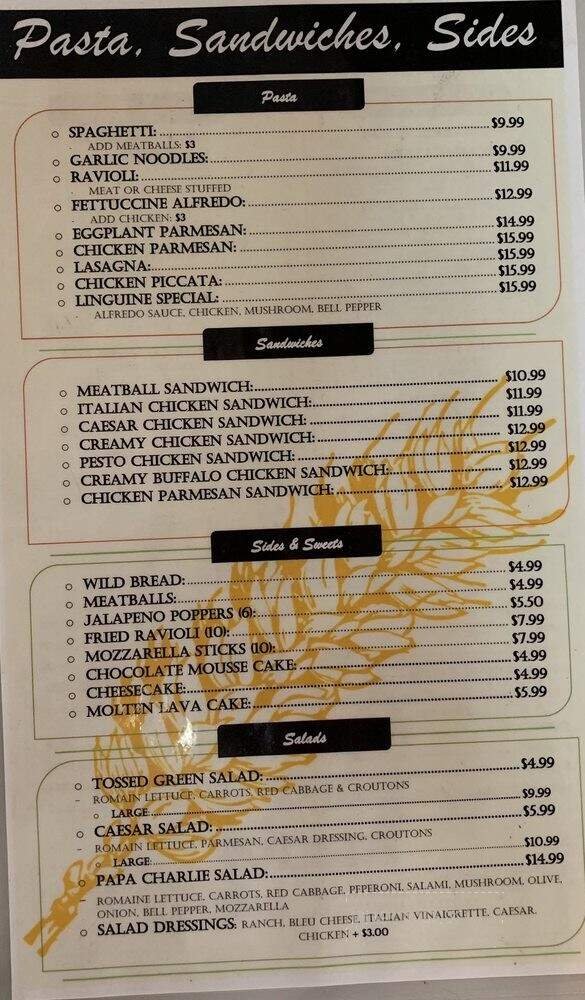 Pasta, Sandwiches, Sides
Pasta
SPAGHETTI: $9.99
ADD MEATBALLS: $3
GARLIC NOODLES: $9.99
RAVIOLI: $11.99
MEAT OR CHEESE STUFFED
FETTUCCINE ALFREDO: $12.99
ADD CHICKEN: $3
EGGPLANT PARMESAN: $14.99
CHICKEN PARMESAN: $15.99
LASAGNA: $15.99
CHICKEN PICCATA: $15.99
LINGUINE SPECIAL: $15.99
ALFREDO SAUCE, CHICKEN, MUSHROOM, BELL PEPPER
Sandwiches
MEATBALL SANDWICH: $10.99
ITALIAN CHICKEN SANDWICH: $11.99
CAESAR CHICKEN SANDWICH: $11.99
CREAMY CHICKEN SANDWICH: $12.99
PESTO CHICKEN SANDWICH: $12.99
CREAMY BUFFALO CHICKEN SANDWICH: $12.99
CHICKEN PARMESAN SANDWICH: $12.99
Sides & Sweets
WILD BREAD: $4.99
MEATBALLS: $4.99
JALAPENO POPPERS (6): $5.50
FRIED RAVIOLI (10): $7.99
MOZZARELLA STICKS (10): $7.99
CHOCOLATE MOUSSE CAKE: $4.99
CHEESECAKE: $4.99
MOLTEN LAVA CAKE: $5.99
Salads
TOSSED GREEN SALAD: $4.99
- ROMAIN LETTUCE, CARROTS, RED CABBAGE & CROUTONS
LARGE $9.99
CAESAR SALAD: $5.99
- ROMAIN LETTUCE, PARMESAN, CAESAR DRESSING, CROUTONS
LARGE: $10.99
PAPA CHARLIE SALAD: $14.99
- ROMAINE LETTUCE, CARROTS, RED CABBAGE, PEPPERONI, SALAMI, MUSHROOM, OLIVE,
ONION, BELL PEPPER, MOZZARELLA
SALAD DRESSINGS: RANCH, BLEU CHEESE, ITALIAN VINAIGRETTE, CAESAR.
CHICKEN + $3.00